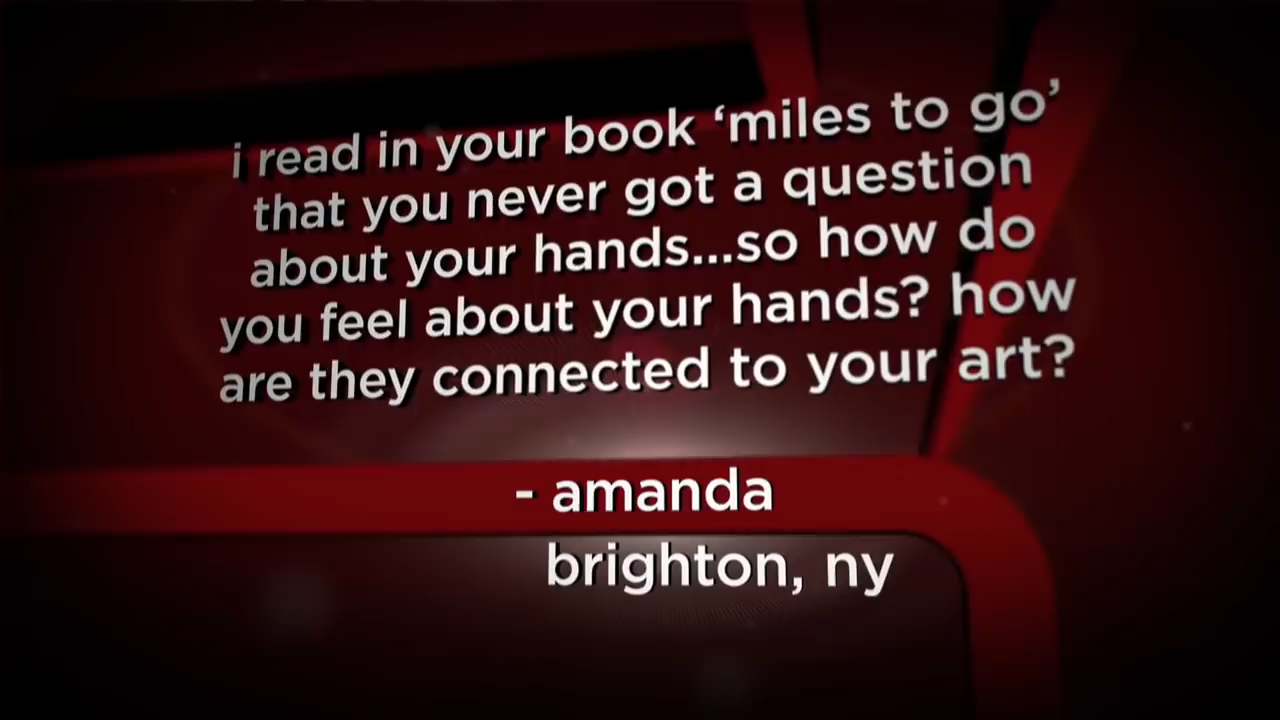 i read in your book ‘miles to go’
that you never got a question
about your hands...so how do
you feel about your hands? how
are they connected to your art?
- amanda
brighton, ny